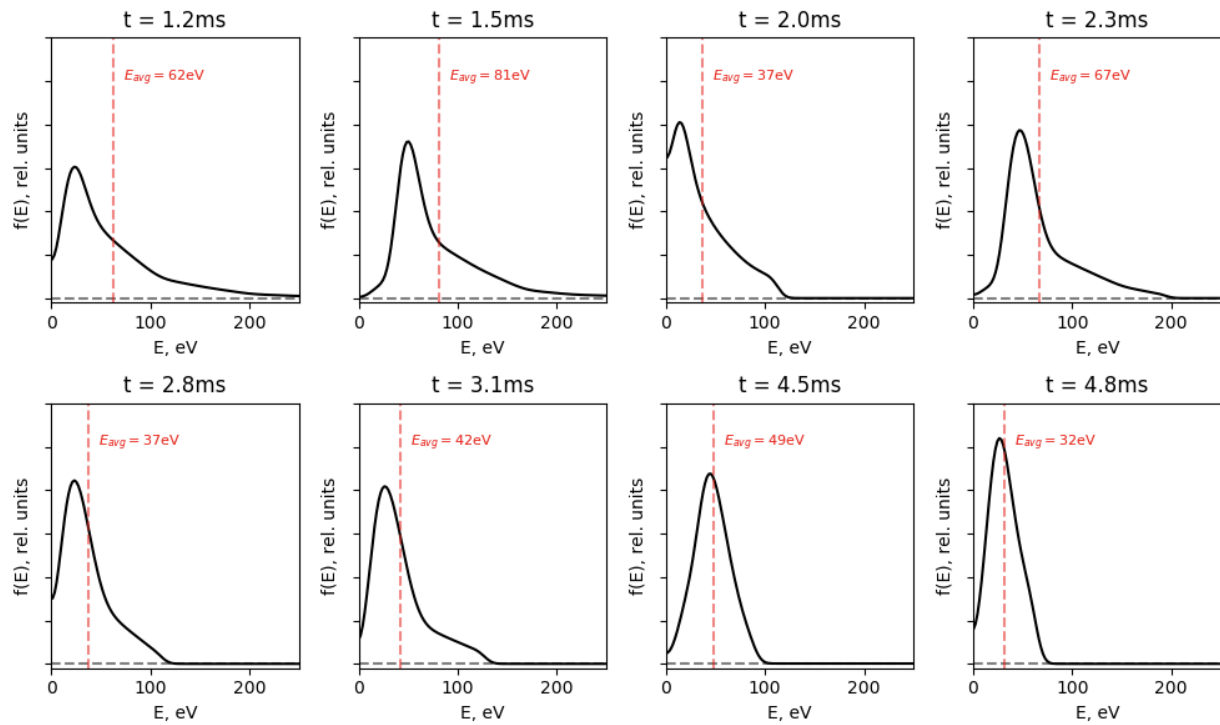 t = 1.2ms
E_avg = 62eV
f(E), rel. units
0
100
200
E, eV
t = 1.5ms
E_avg = 81eV
f(E), rel. units
0
100
200
E, eV
t = 2.0ms
E_avg = 37eV
f(E), rel. units
0
100
200
E, eV
t = 2.3ms
E_avg = 67eV
f(E), rel. units
0
100
200
E, eV
t = 2.8ms
E_avg = 37eV
f(E), rel. units
0
100
200
E, eV
t = 3.1ms
E_avg = 42eV
f(E), rel. units
0
100
200
E, eV
t = 4.5ms
E_avg = 49eV
f(E), rel. units
0
100
200
E, eV
t = 4.8ms
E_avg = 32eV
f(E), rel. units
0
100
200
E, eV